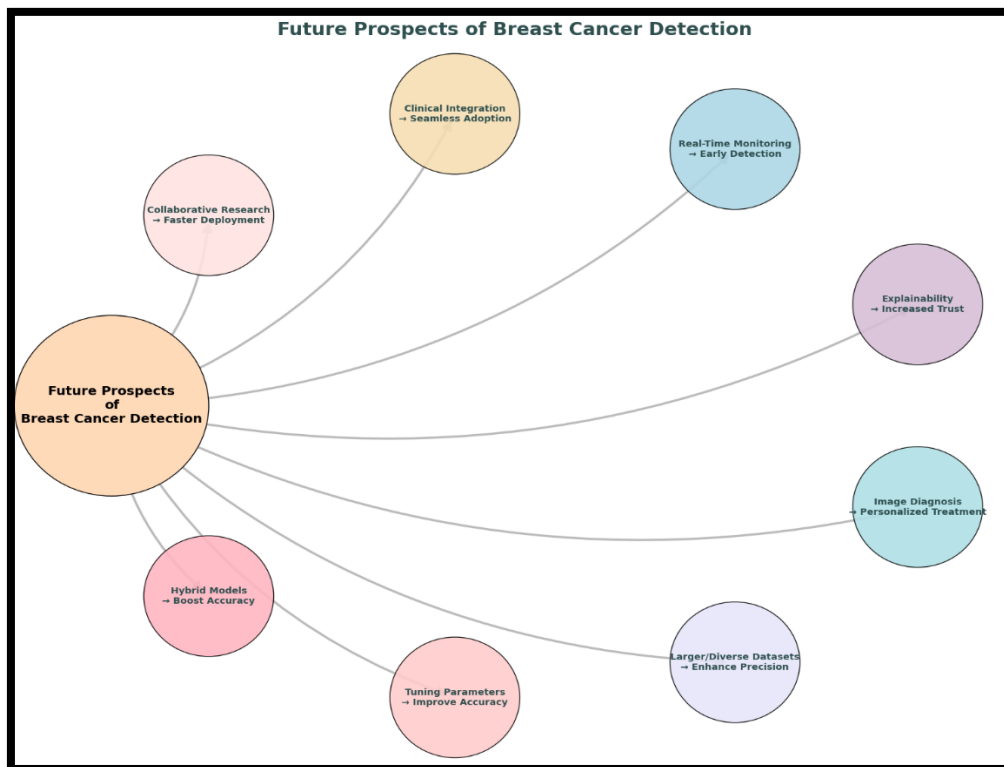 Future Prospects of Breast Cancer Detection
Clinical Integration
→ Seamless Adoption
Real-Time Monitoring
→ Early Detection
Collaborative Research
→ Faster Deployment
Explainability
→ Increased Trust
Future Prospects
of
Breast Cancer Detection
Image Diagnosis
→ Personalized Treatment
Hybrid Models
→ Boost Accuracy
Larger/Diverse Datasets
→ Enhance Precision
Tuning Parameters
→ Improve Accuracy